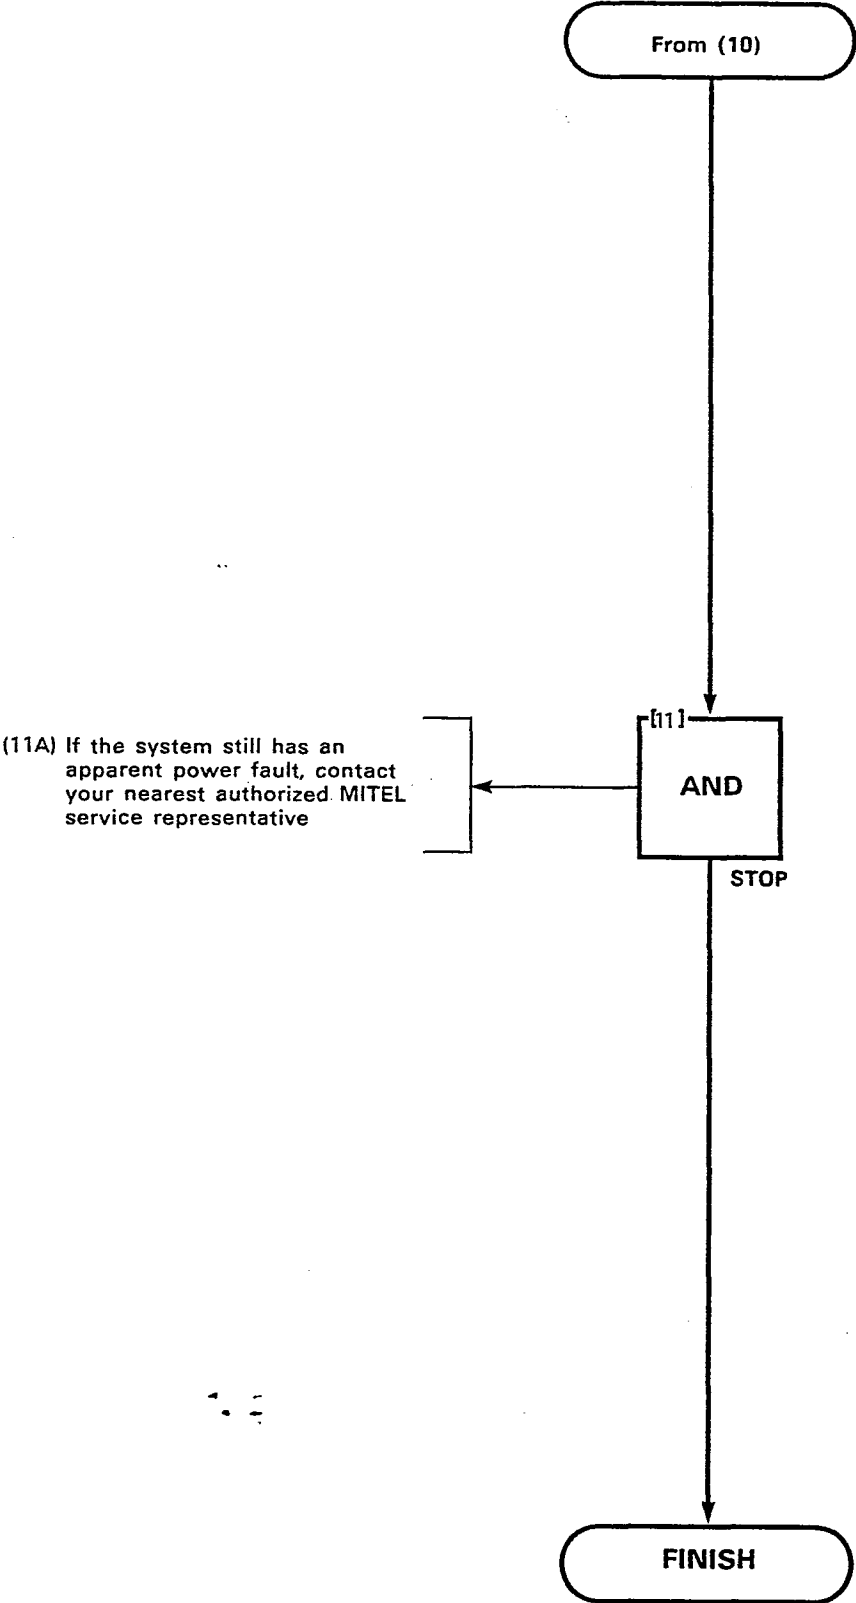 From (10)
[11]
(11A) If the system still has an
apparent power fault, contact
your nearest authorized MITEL
service representative
AND
STOP
FINISH